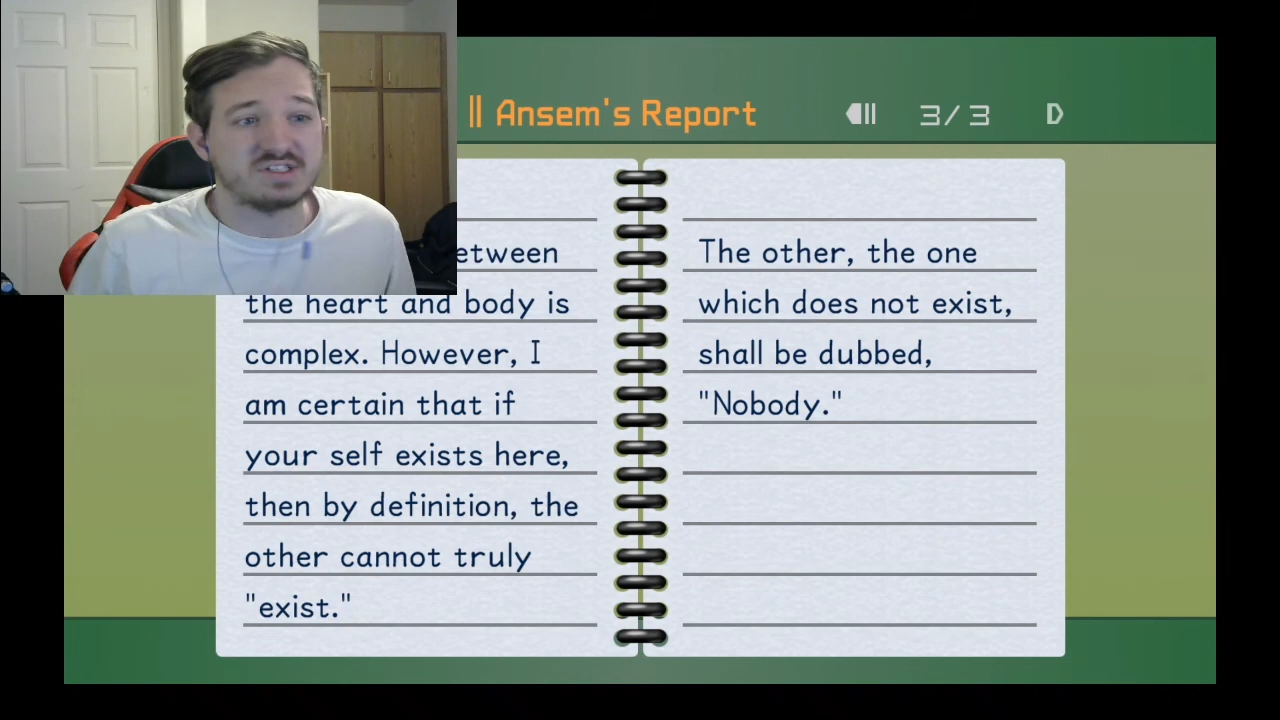 Ansem's Report
3/3
the heart and body is
complex. However, I
am certain that if
your self exists here,
then by definition, the
other cannot truly
"exist."
The other, the one
which does not exist,
shall be dubbed,
"Nobody."